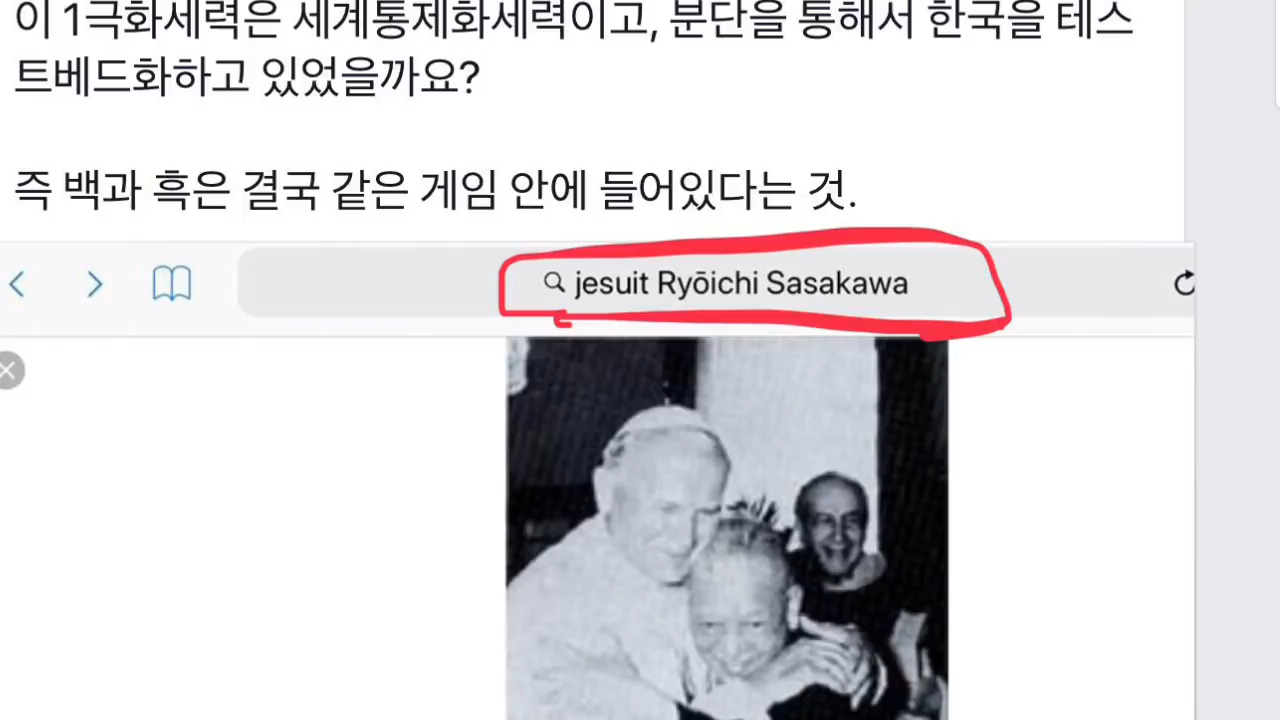 이 1극화세력은 세계통제화세력이고, 분단을 통해서 한국을 테스
트베드화하고 있었을까요?
즉 백과 흑은 결국 같은 게임 안에 들어있다는 것.
jesuit Ryōichi Sasakawa